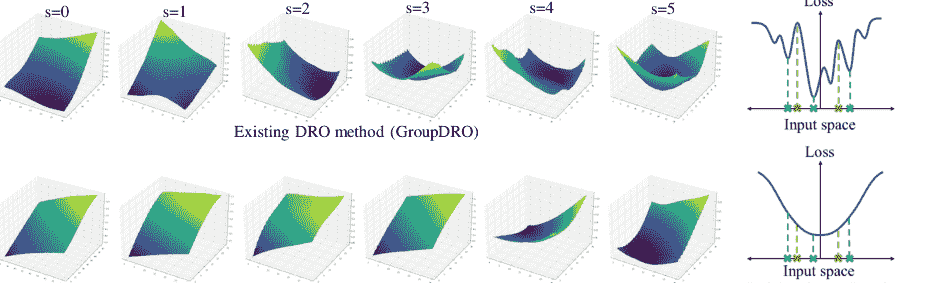 s=0 s=1 s=2 s=3 s=4 s=5
Loss
Input space
Existing DRO method (GroupDRO)
Loss
Input space